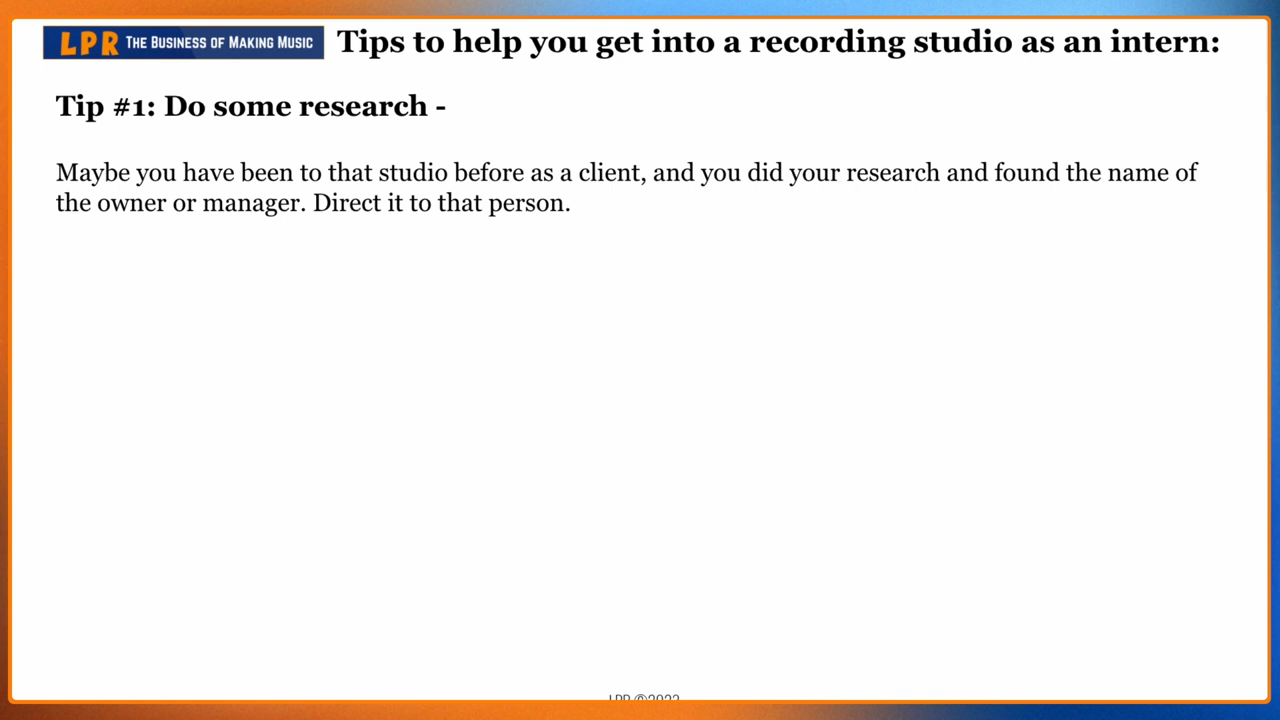 LPR THE BUSINESS OF MAKING MUSIC
Tips to help you get into a recording studio as an intern:
Tip #1: Do some research -
Maybe you have been to that studio before as a client, and you did your research and found the name of
the owner or manager. Direct it to that person.
LPR ©2022